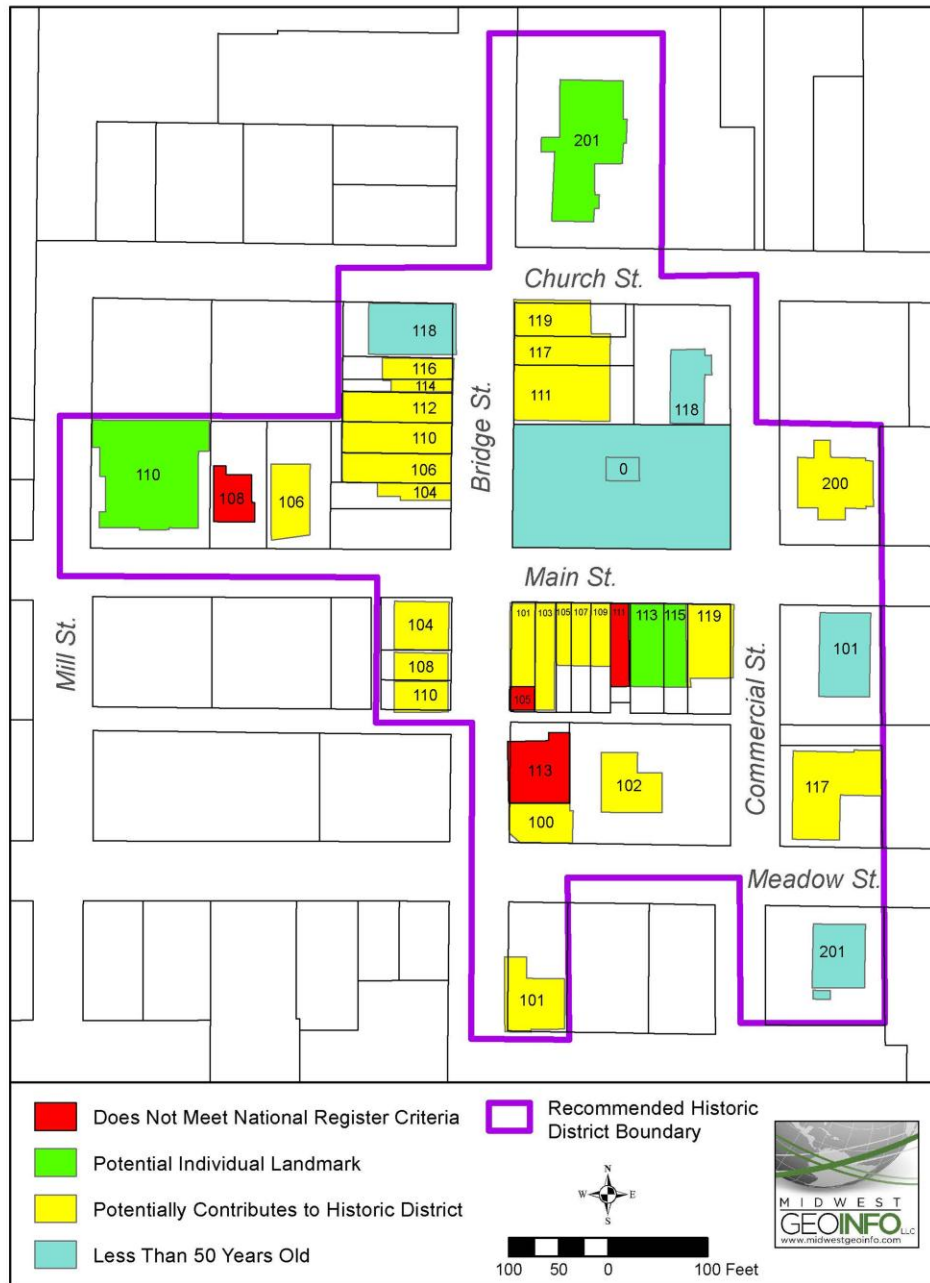 201
Church St.
118
119
116
117
114
111
118
112
110
106
104
Bridge St.
0
110
108
106
200
Main St.
Mill St.
104
108
110
101
103
105
107
109
111
113
115
119
105
101
Commercial St.
113
102
100
117
Meadow St.
101
201
Does Not Meet National Register Criteria
Potential Individual Landmark
Potentially Contributes to Historic District
Less Than 50 Years Old
Recommended Historic
District Boundary
N
W
E
S
100 50 0 100 Feet
MIDWEST
GEOINFO LLC
www.midwestgeoinfo.com